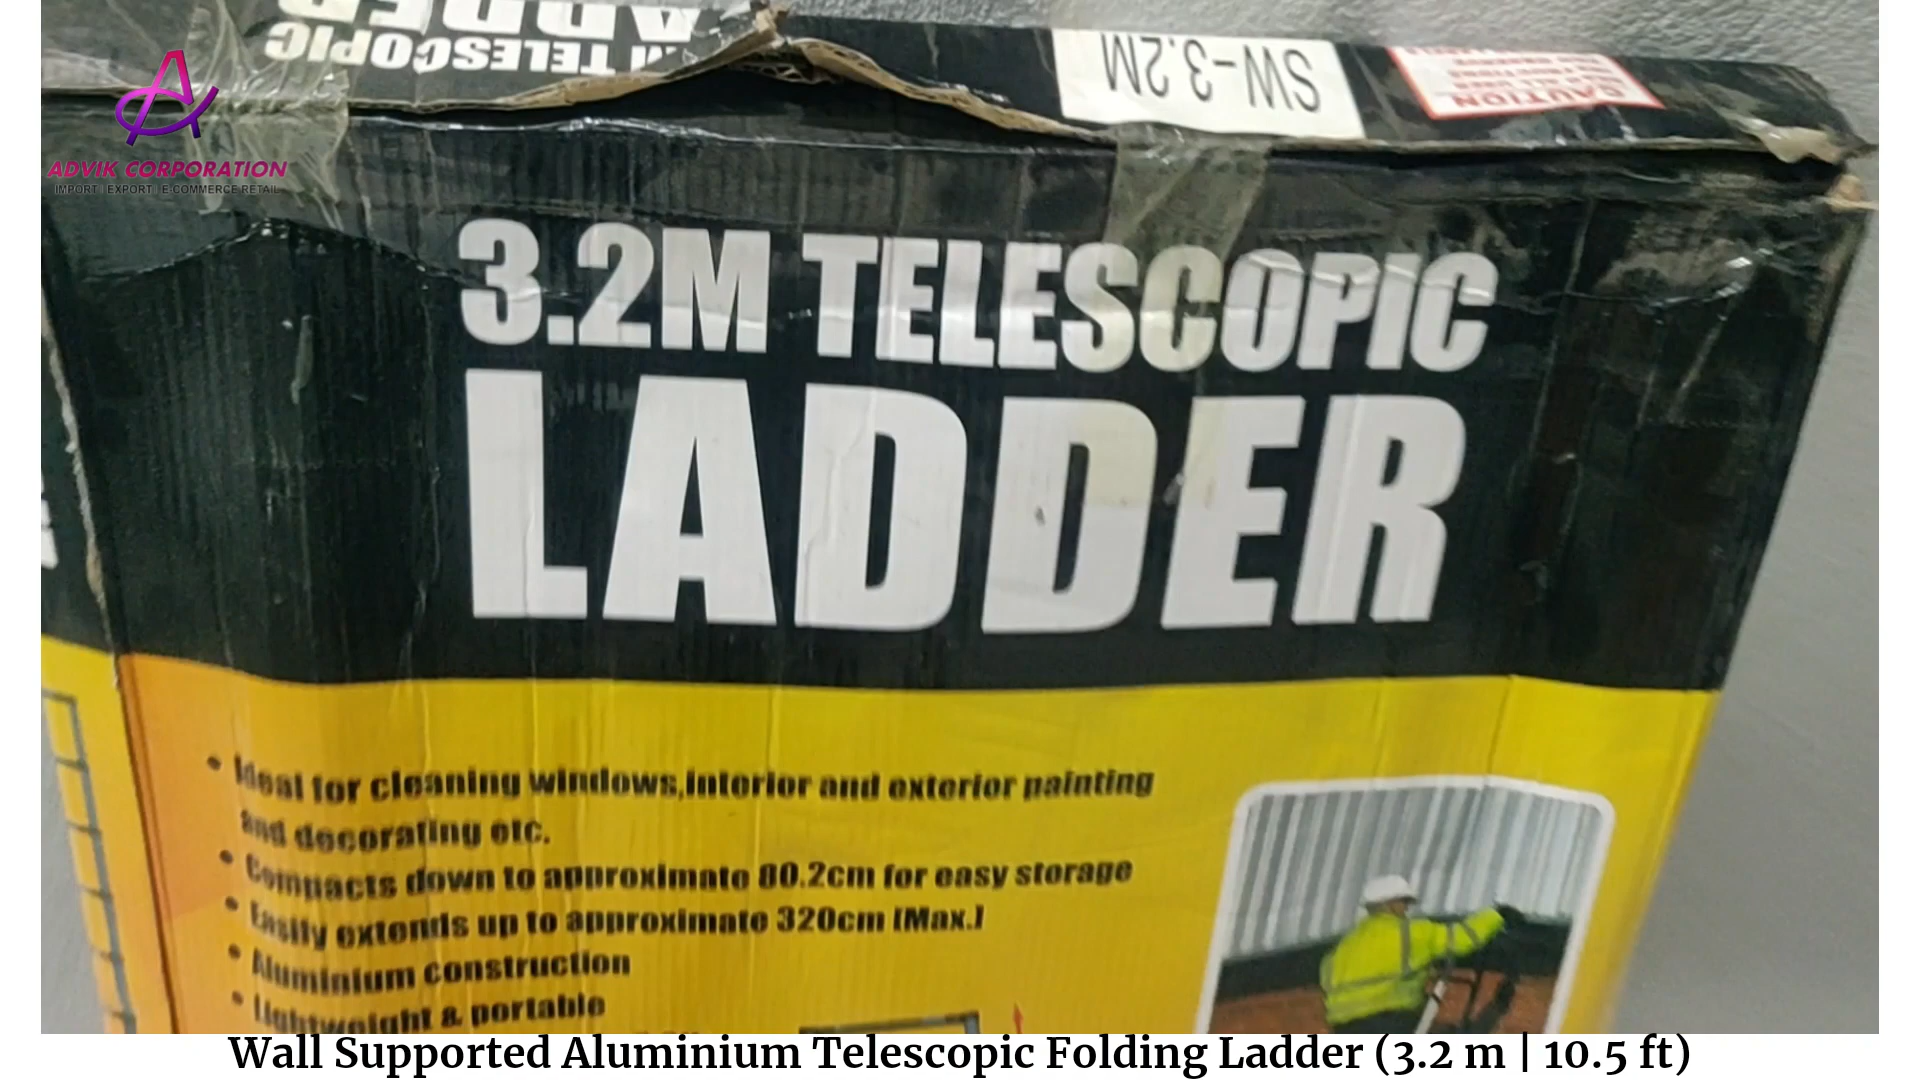 M TELESCOPIC
LADDER
SW-3.2M
CAUTION
ADVIK CORPORATION
IMPORT | EXPORT | E-COMMERCE RETAIL
3.2M TELESCOPIC
LADDER
• Ideal for cleaning windows,interior and exterior painting
and decorating etc.
• Compacts down to approximate 80.2cm for easy storage
• Easily extends up to approximate 320cm [Max.]
• Aluminium construction
• Lightweight & portable
Wall Supported Aluminium Telescopic Folding Ladder (3.2 m | 10.5 ft)